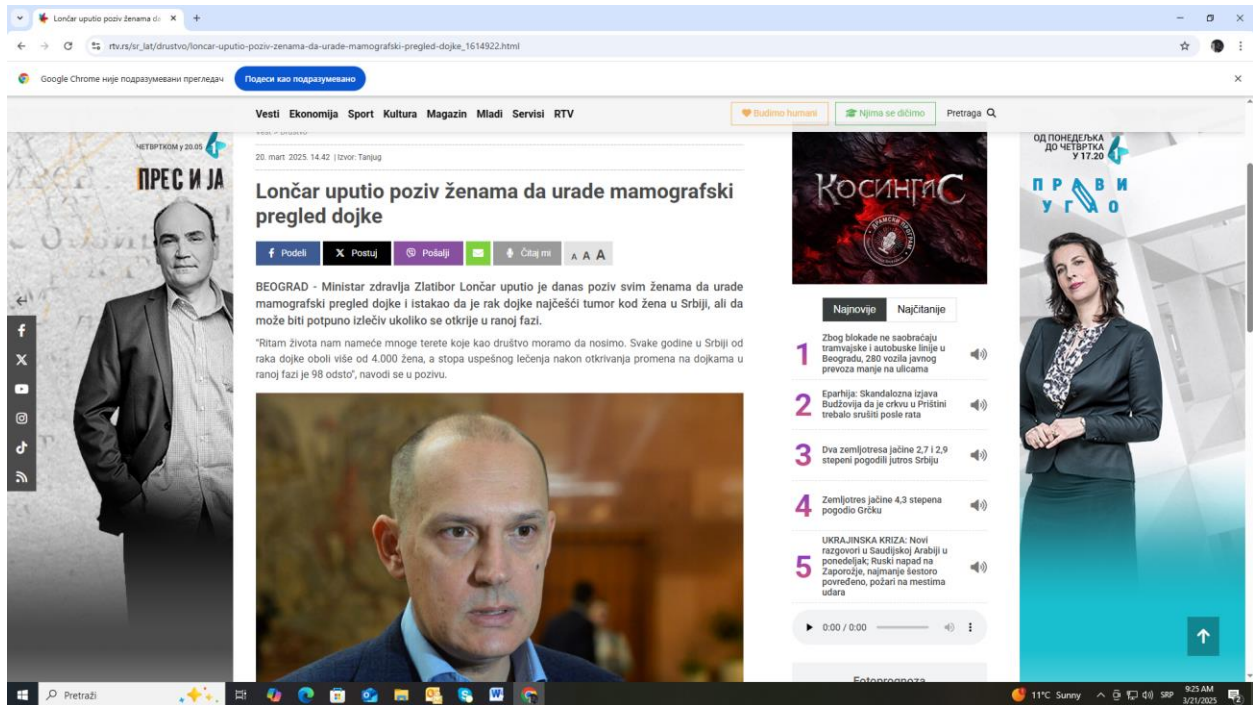 Lončar uputio poziv ženama da
rtv.rs/sr_lat/drustvo/loncar-uputio-poziv-zenama-da-urade-mamografski-pregled-dojke_1614922.html
Google Chrome није подразумевани прегледач
Подеси као подразумевано
Vesti Ekonomija Sport Kultura Magazin Mladi Servisi RTV
Budimo humani
Njima se dičimo
Pretraga
ЧЕТВРТКОМ у 20.05 1
ПРЕС И ЈА
20. mart 2025. 14.42 | Izvor: Tanjug
Lončar uputio poziv ženama da urade mamografski
pregled dojke
Podeli
Postuj
Pošalji
Čitaj mi
A A A
BEOGRAD - Ministar zdravlja Zlatibor Lončar uputio je danas poziv svim ženama da urade
mamografski pregled dojke i istakao da je rak dojke najčešći tumor kod žena u Srbiji, ali da
može biti potpuno izlečiv ukoliko se otkrije u ranoj fazi.
"Ritam života nam nameće mnoge terete koje kao društvo moramo da nosimo. Svake godine u Srbiji od
raka dojke oboli više od 4.000 žena, a stopa uspešnog lečenja nakon otkrivanja promena na dojkama u
ranoj fazi je 98 odsto", navodi se u pozivu.
КОСИНГАС
ДРАМСКИ ПРОГРАМ
Najnovije
Najčitanije
1
Zbog blokade ne saobraćaju
tramvajske i autobuske linije u
Beogradu, 280 vozila javnog
prevoza manje na ulicama
2
Eparhija: Skandalozna izjava
Budžovija da je crkvu u Prištini
trebalo srušiti posle rata
3
Dva zemljotresa jačine 2,7 i 2,9
stepeni pogodili jutros Srbiju
4
Zemljotres jačine 4,3 stepena
pogodio Grčku
5
UKRAJINSKA KRIZA: Novi
razgovori u Saudijskoj Arabiji u
ponedeljak; Ruski napad na
Zaporožje, najmanje šestoro
povređeno, požari na mestima
udara
0:00 / 0:00
Fotoprognoza
ОД ПОНЕДЕЉКА
ДО ЧЕТВРТКА
У 17.20 1
ПРАВИ
УГАО
Pretraži
11°C Sunny
SRP
9:25 AM
3/21/2025
2